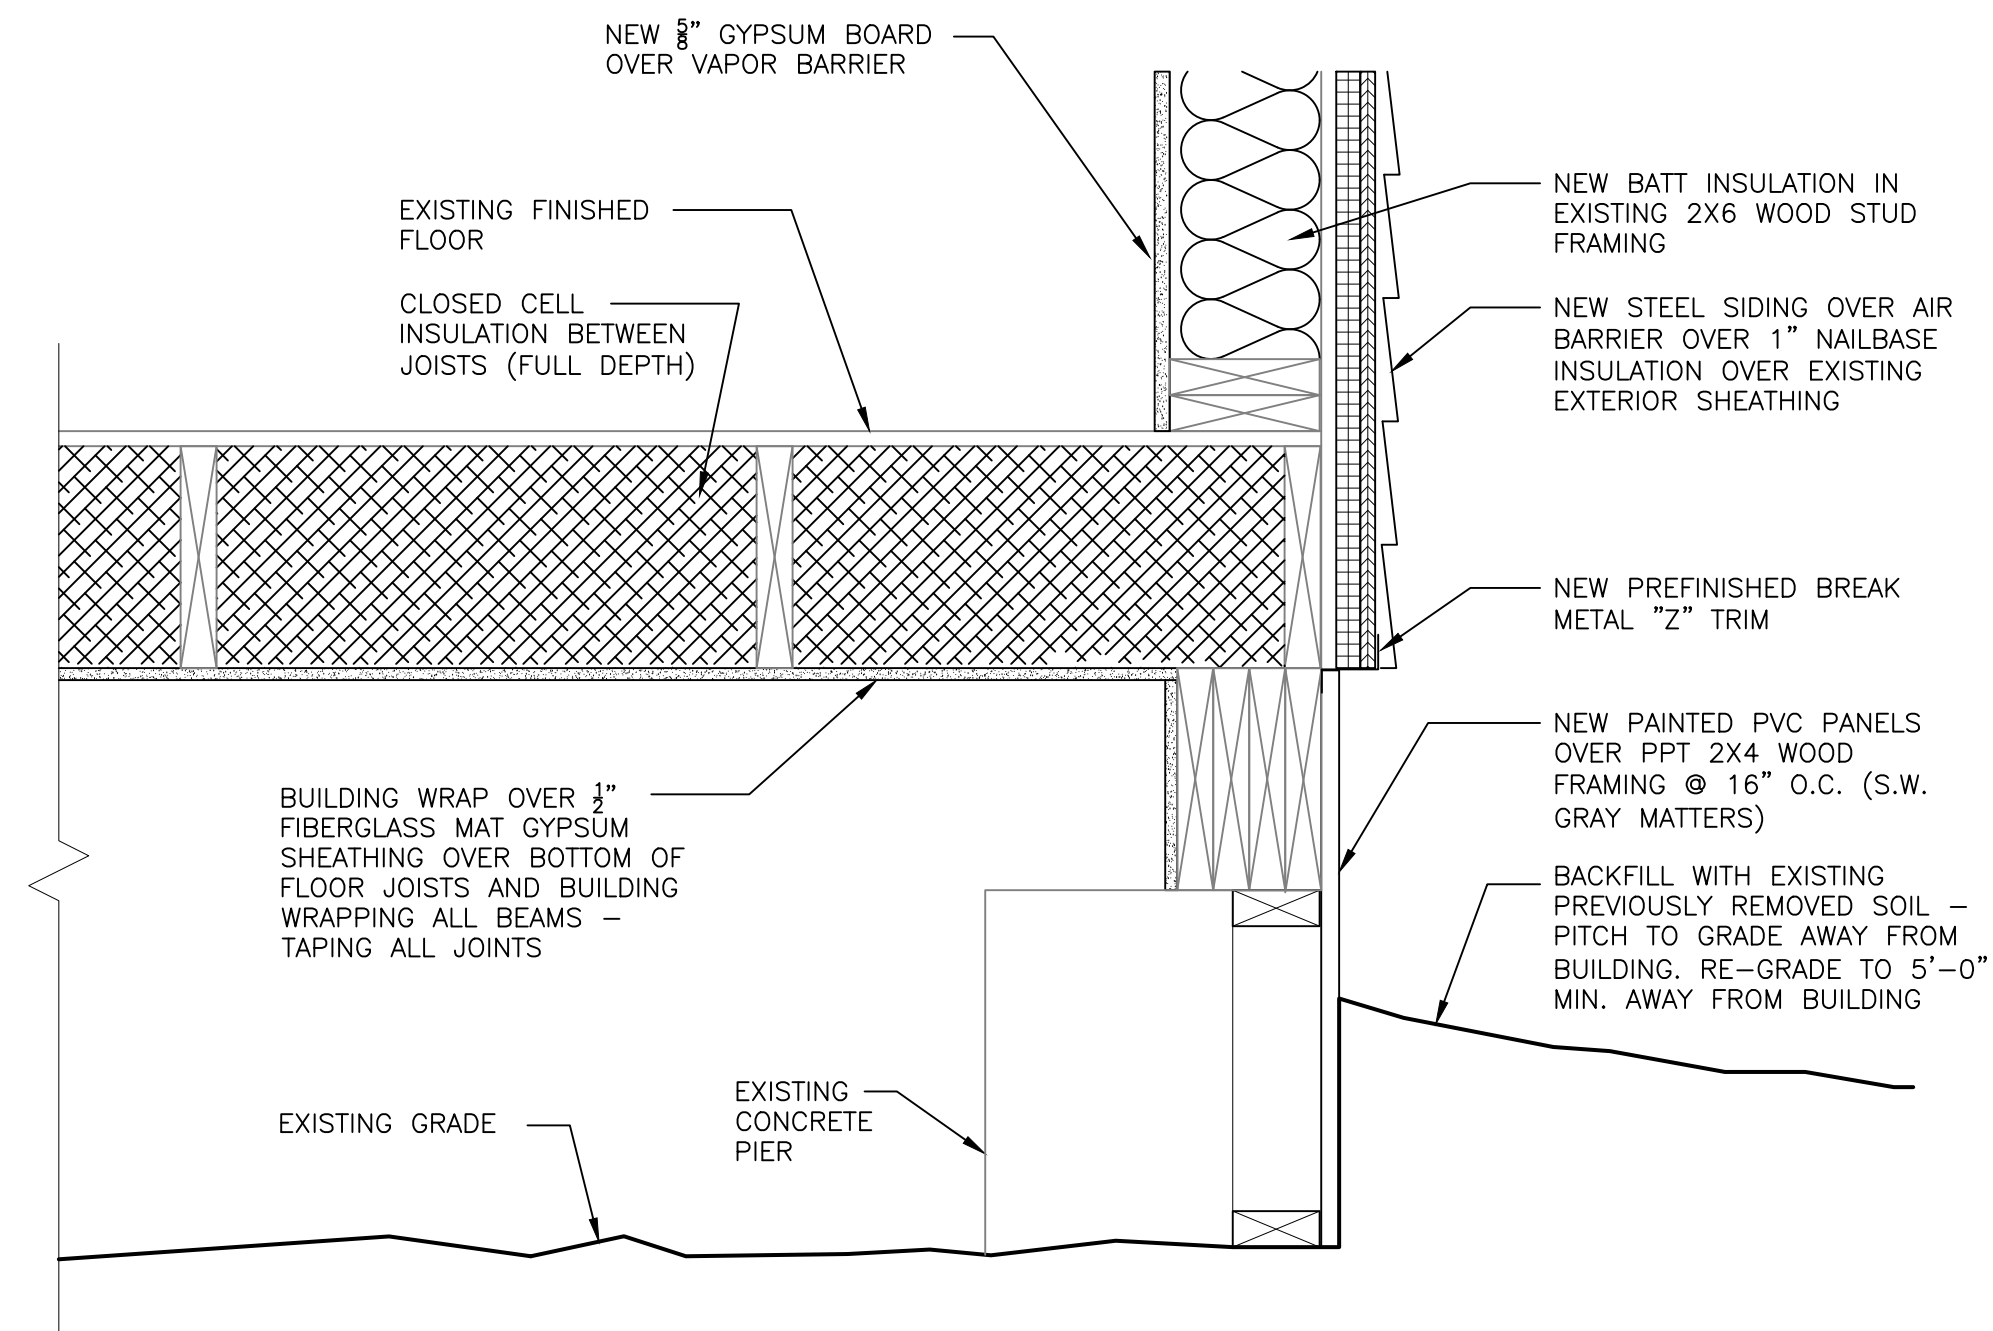 NEW 5/8" GYPSUM BOARD
OVER VAPOR BARRIER
EXISTING FINISHED
FLOOR
CLOSED CELL
INSULATION BETWEEN
JOISTS (FULL DEPTH)
NEW BATT INSULATION IN
EXISTING 2X6 WOOD STUD
FRAMING
NEW STEEL SIDING OVER AIR
BARRIER OVER 1" NAILBASE
INSULATION OVER EXISTING
EXTERIOR SHEATHING
NEW PREFINISHED BREAK
METAL "Z" TRIM
NEW PAINTED PVC PANELS
OVER PPT 2X4 WOOD
FRAMING @ 16" O.C. (S.W.
GRAY MATTERS)
BUILDING WRAP OVER 1/2"
FIBERGLASS MAT GYPSUM
SHEATHING OVER BOTTOM OF
FLOOR JOISTS AND BUILDING
WRAPPING ALL BEAMS –
TAPING ALL JOINTS
BACKFILL WITH EXISTING
PREVIOUSLY REMOVED SOIL –
PITCH TO GRADE AWAY FROM
BUILDING. RE-GRADE TO 5'-0"
MIN. AWAY FROM BUILDING
EXISTING GRADE
EXISTING
CONCRETE
PIER